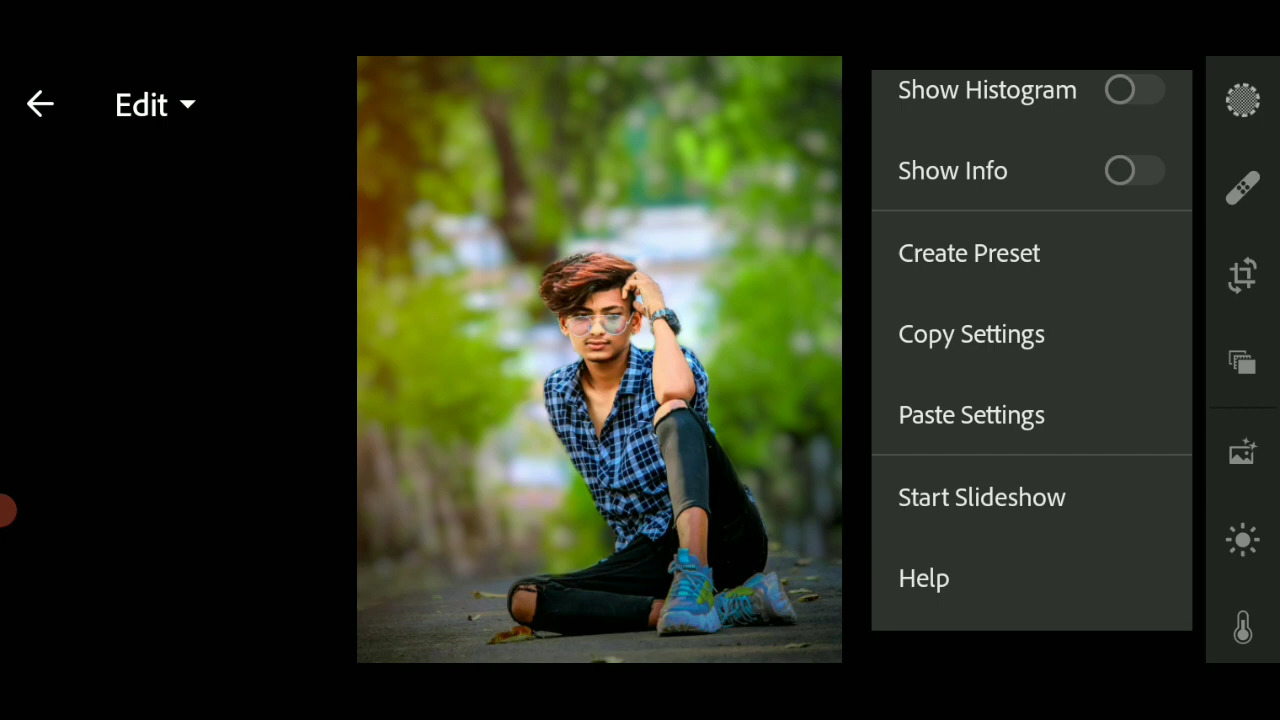 Edit
Show Histogram
Show Info
Create Preset
Copy Settings
Paste Settings
Start Slideshow
Help